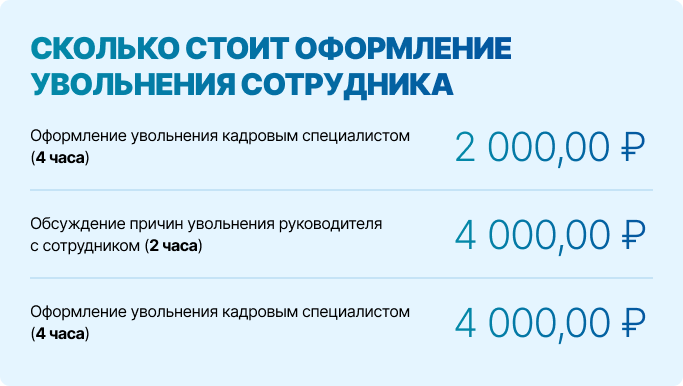 СКОЛЬКО СТОИТ ОФОРМЛЕНИЕ
УВОЛЬНЕНИЯ СОТРУДНИКА
Оформление увольнения кадровым специалистом
(4 часа)
2 000,00 ₽
Обсуждение причин увольнения руководителя
с сотрудником (2 часа)
4 000,00 ₽
Оформление увольнения кадровым специалистом
(4 часа)
4 000,00 ₽